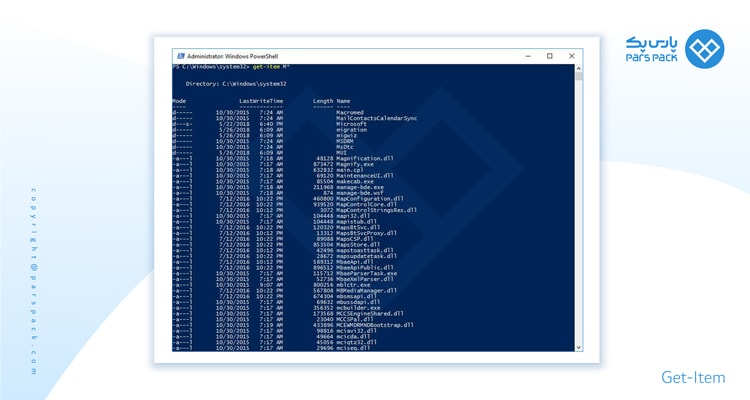 پارس پک
PARS PACK
Administrator: Windows PowerShell
PS C:\Windows\system32> get-item M*
Directory: C:\Windows\system32
Mode LastWriteTime Length Name
---- ------------- ------ ----
d----- 10/30/2015 7:24 AM Macromed
d----- 10/30/2015 7:24 AM MailContactsCalendarSync
d---s- 5/22/2018 6:40 PM Microsoft
d----- 5/26/2018 6:09 AM migration
d----- 5/26/2018 6:09 AM migwiz
d----- 10/30/2015 7:24 AM MSDRM
d----- 10/30/2015 7:24 AM MsDtc
d----- 5/26/2018 6:09 AM MUI
-a---l 10/30/2015 7:18 AM 48128 Magnification.dll
-a---l 10/30/2015 7:17 AM 873472 Magnify.exe
-a---l 10/30/2015 7:18 AM 632832 main.cpl
-a---l 10/30/2015 7:18 AM 69120 MaintenanceUI.dll
-a---l 10/30/2015 7:17 AM 85504 makecab.exe
-a---l 10/30/2015 7:18 AM 211968 manage-bde.exe
-a---l 10/30/2015 7:18 AM 874 manage-bde.wsf
-a---l 7/12/2016 10:22 PM 460800 MapConfiguration.dll
-a---l 7/12/2016 10:22 PM 939520 MapControlCore.dll
-a---l 7/12/2016 10:22 PM 3072 MapControlStringsRes.dll
-a---l 10/30/2015 7:17 AM 104448 mapi32.dll
-a---l 10/30/2015 7:17 AM 104448 mapistub.dll
-a---l 7/12/2016 10:22 PM 120320 MapsBtSvc.dll
-a---l 7/12/2016 10:22 PM 13312 MapsBtSvcProxy.dll
-a---l 7/12/2016 10:22 PM 89088 MapsCSP.dll
-a---l 7/12/2016 10:22 PM 853504 MapsStore.dll
-a---l 7/12/2016 10:12 PM 42496 mapstoasttask.dll
-a---l 7/12/2016 10:22 PM 28672 mapsupdatetask.dll
-a---l 7/12/2016 10:12 PM 589312 MbaeApi.dll
-a---l 7/12/2016 10:22 PM 896512 MbaeApiPublic.dll
-a---l 10/30/2015 7:17 AM 115712 MbaeParserTask.exe
-a---l 10/30/2015 7:17 AM 52736 MbaeXmlParser.dll
-a---l 10/30/2015 9:07 AM 800256 mblctr.exe
-a---l 7/12/2016 10:22 PM 567808 MBMediaManager.dll
-a---l 7/12/2016 10:22 PM 674304 mbsmsapi.dll
-a---l 10/30/2015 7:17 AM 69632 mbussdapi.dll
-a---l 10/30/2015 7:17 AM 356352 mcbuilder.exe
-a---l 10/30/2015 7:17 AM 173568 MCCSEngineShared.dll
-a---l 10/30/2015 7:17 AM 23040 MCCSPal.dll
-a---l 10/30/2015 7:19 AM 433896 MCEWMDRMNDBootstrap.dll
-a---l 10/30/2015 7:17 AM 98816 mciavi32.dll
-a---l 10/30/2015 7:17 AM 49664 mcicda.dll
-a---l 10/30/2015 7:17 AM 45056 mciqtz32.dll
-a---l 10/30/2015 7:17 AM 29696 mciseq.dll
copyright@parspack.com
Get-Item